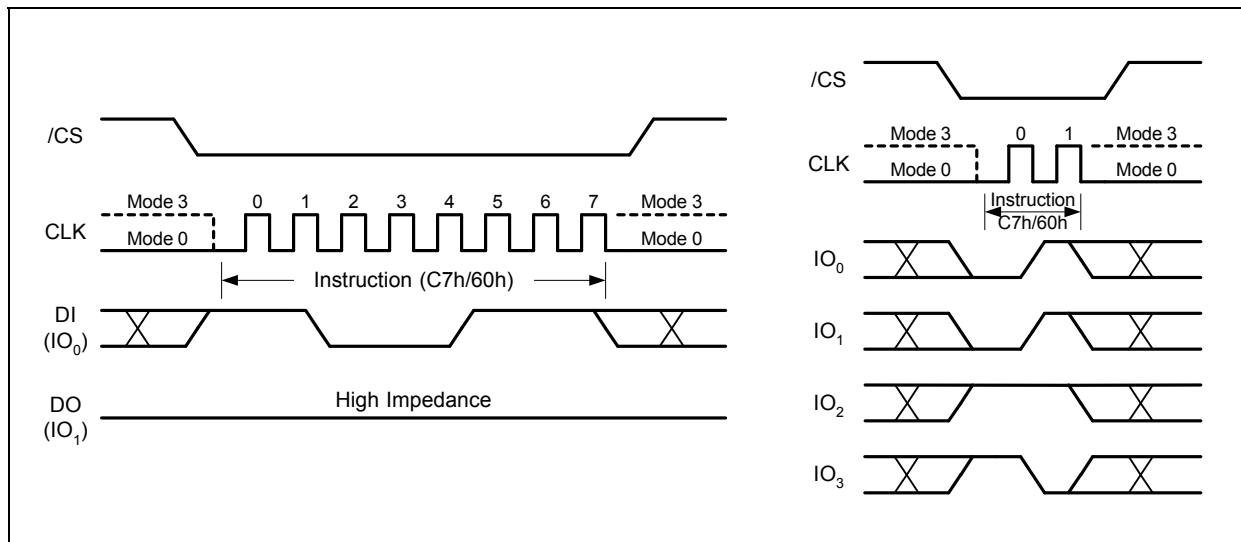 /CS
Mode 3 0 1 2 3 4 5 6 7 Mode 3
CLK Mode 0 Mode 0
Instruction (C7h/60h)
DI
(IO0)
High Impedance
DO
(IO1)
/CS
Mode 3 0 1 Mode 3
CLK Mode 0 Mode 0
Instruction
C7h/60h
IO0
IO1
IO2
IO3